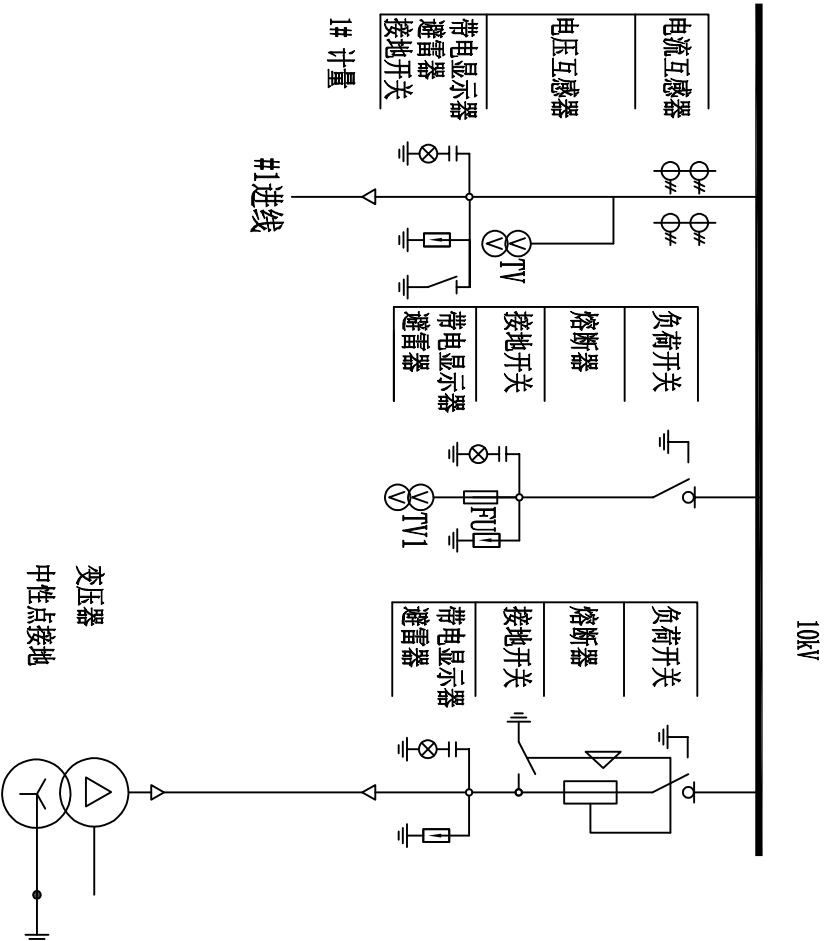 10kV
电流互感器
电压互感器
带电显示器
避雷器
接地开关
1# 计量
TV
#1进线
负荷开关
熔断器
接地开关
带电显示器
避雷器
FU
TV1
负荷开关
熔断器
接地开关
带电显示器
避雷器
变压器
中性点接地
V
V
V
V